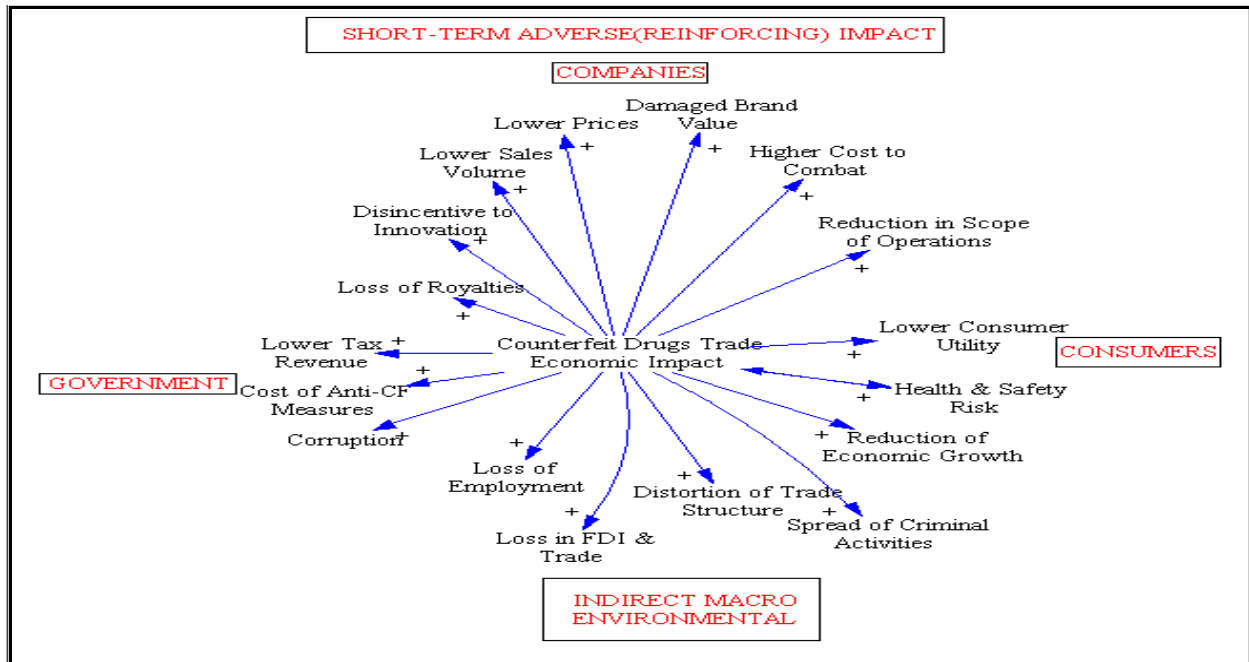 SHORT-TERM ADVERSE(REINFORCING) IMPACT
COMPANIES
Damaged Brand
Value
+
Lower Prices
+
Higher Cost to
Combat
+
Lower Sales
Volume
+
Disincentive to
Innovation
+
Reduction in Scope
of Operations
+
Loss of Royalties
+
Counterfeit Drugs Trade
Economic Impact
Lower Tax
Revenue
+
Lower Consumer
Utility
+
CONSUMERS
GOVERNMENT
Cost of Anti-CF
Measures
+
Health & Safety
Risk
+
Corruption
+
Reduction of
Economic Growth
+
Loss of
Employment
+
Distortion of Trade
Structure
+
Spread of Criminal
Activities
+
Loss in FDI &
Trade
+
INDIRECT MACRO
ENVIRONMENTAL